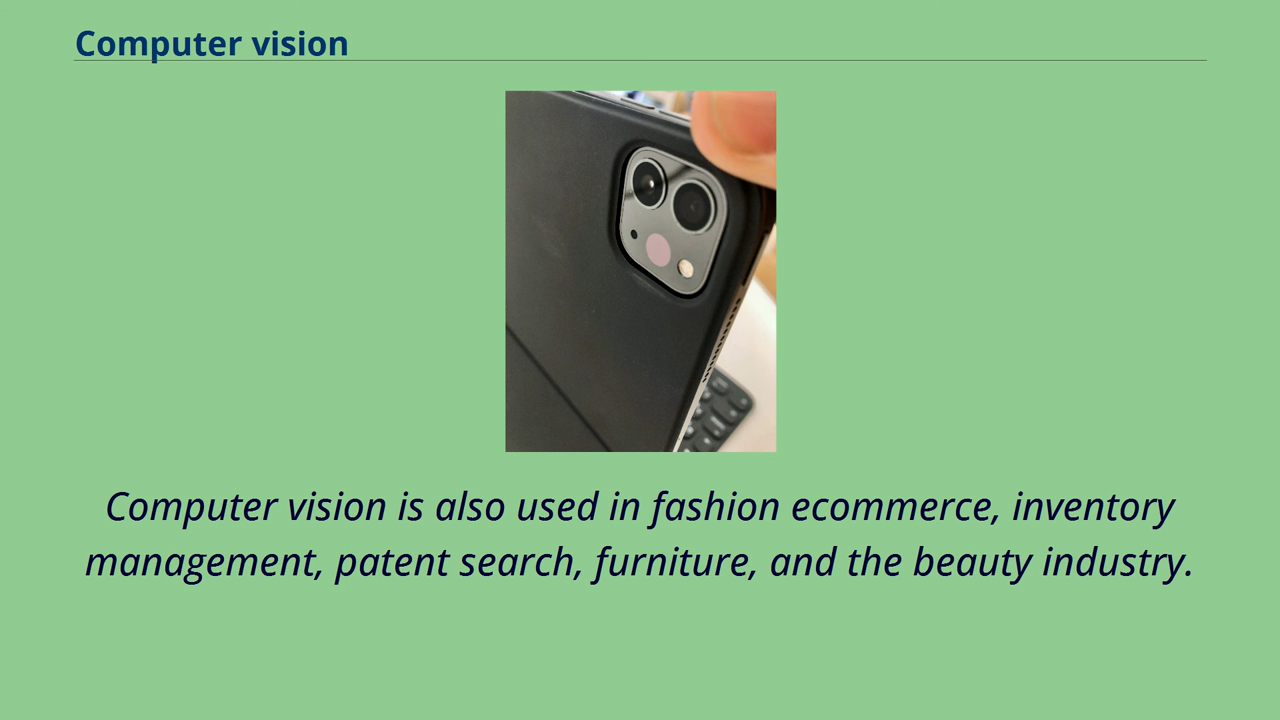 Computer vision
Computer vision is also used in fashion ecommerce, inventory
management, patent search, furniture, and the beauty industry.